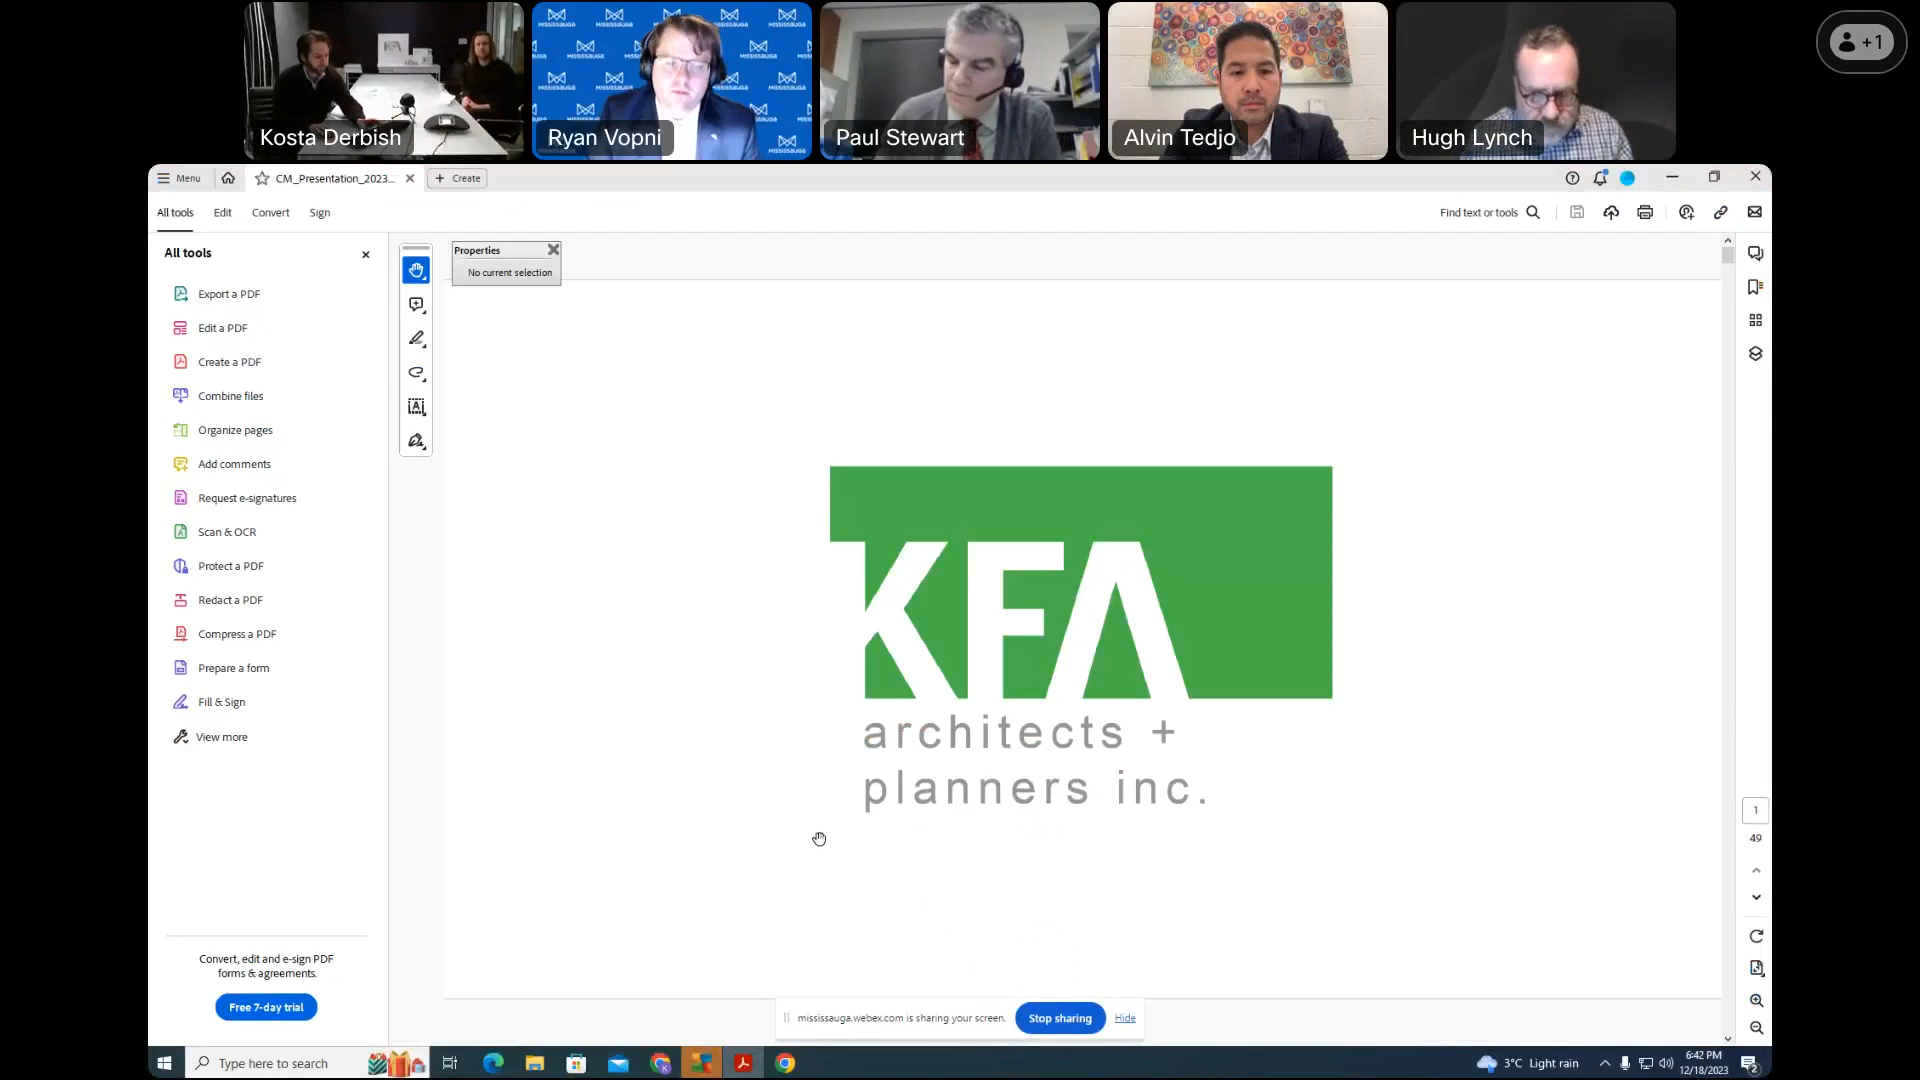 KFA
MISSISSAUGA
+1
Kosta Derbish
Ryan Vopni
Paul Stewart
Alvin Tedjo
Hugh Lynch
Menu
CM_Presentation_2023...
Create
All tools
Edit
Convert
Sign
Find text or tools
All tools
Properties
No current selection
Export a PDF
Edit a PDF
Create a PDF
Combine files
Organize pages
Add comments
Request e-signatures
Scan & OCR
Protect a PDF
Redact a PDF
Compress a PDF
Prepare a form
Fill & Sign
View more
KFA
architects +
planners inc.
1
49
Convert, edit and e-sign PDF
forms & agreements.
Free 7-day trial
mississauga.webex.com is sharing your screen.
Stop sharing
Hide
Type here to search
3°C Light rain
6:42 PM
12/18/2023
2